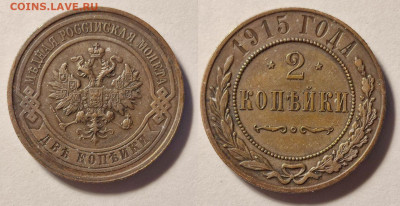 COINS.LAVE.RU
МѢДНАЯ РОССІЙСКАЯ МОНЕТА
ДВѢ КОПѢЙКИ
1915 ГОДА
2
КОПѢЙКИ